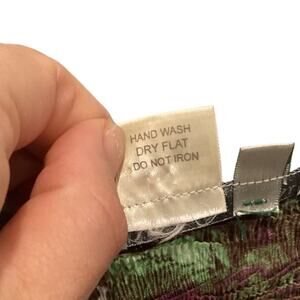 HAND WASH
DRY FLAT
DO NOT IRON